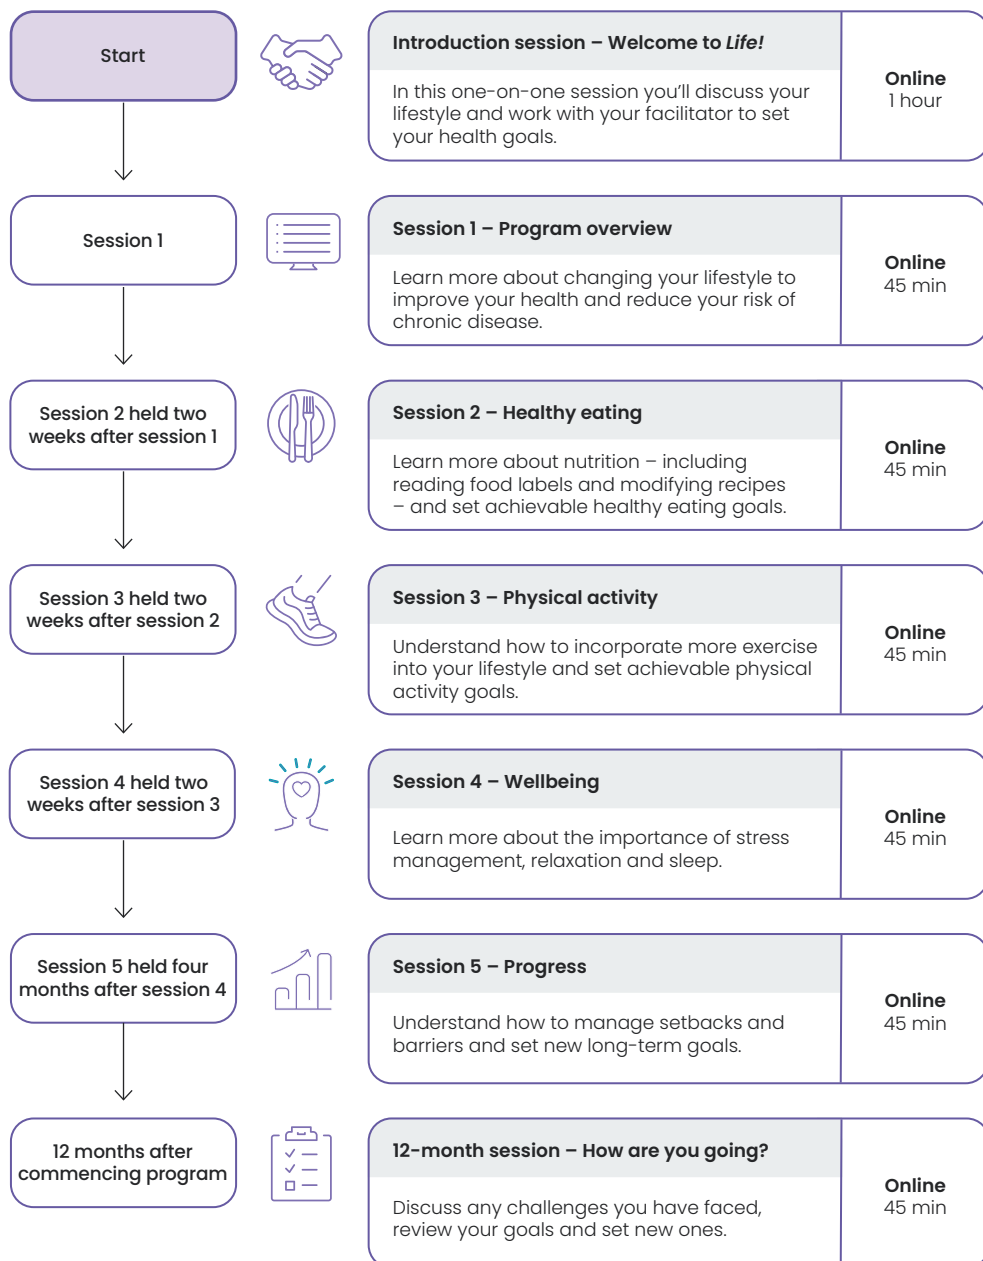 Start
Introduction session – Welcome to Life!
In this one-on-one session you'll discuss your
lifestyle and work with your facilitator to set
your health goals.
Online
1 hour
Session 1
Session 1 – Program overview
Learn more about changing your lifestyle to
improve your health and reduce your risk of
chronic disease.
Online
45 min
Session 2 held two
weeks after session 1
Session 2 – Healthy eating
Learn more about nutrition – including
reading food labels and modifying recipes
– and set achievable healthy eating goals.
Online
45 min
Session 3 held two
weeks after session 2
Session 3 – Physical activity
Understand how to incorporate more exercise
into your lifestyle and set achievable physical
activity goals.
Online
45 min
Session 4 held two
weeks after session 3
Session 4 – Wellbeing
Learn more about the importance of stress
management, relaxation and sleep.
Online
45 min
Session 5 held four
months after session 4
Session 5 – Progress
Understand how to manage setbacks and
barriers and set new long-term goals.
Online
45 min
12 months after
commencing program
12-month session – How are you going?
Discuss any challenges you have faced,
review your goals and set new ones.
Online
45 min